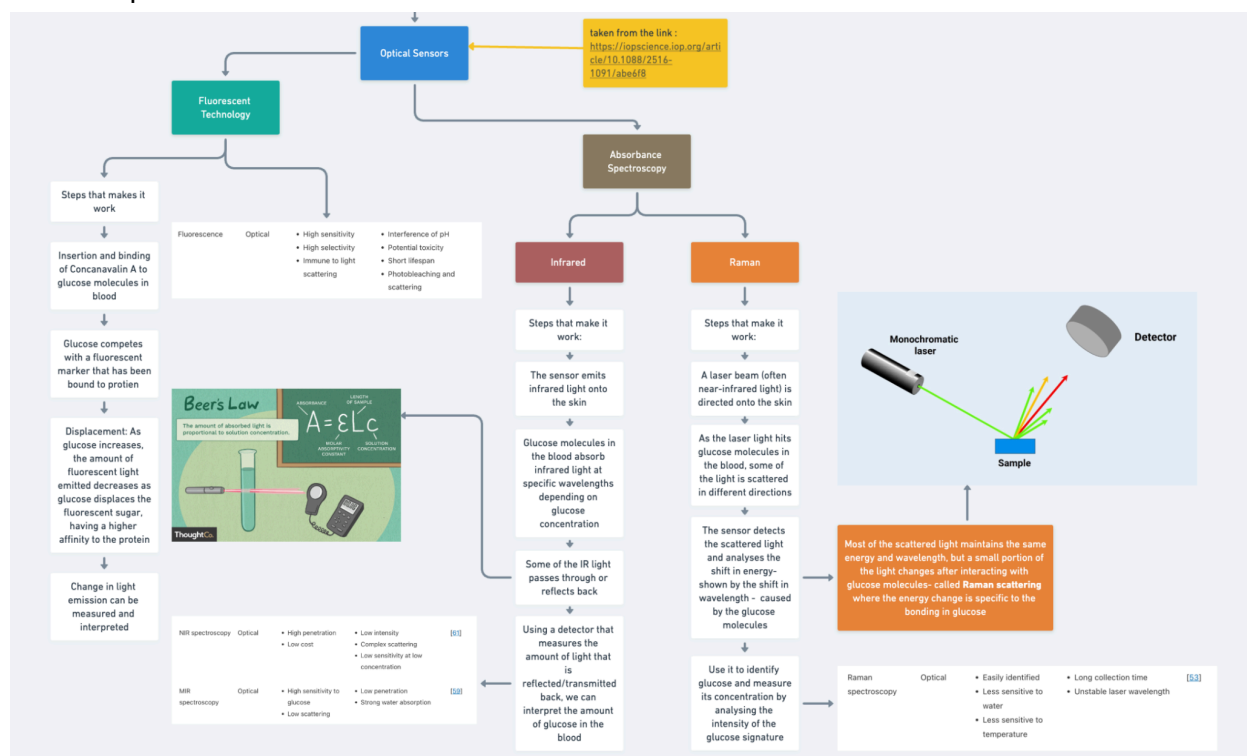 Optical Sensors
taken from the link :
https://iopscience.iop.org/arti
cle/10.1088/2516-
1091/abe6f8
Fluorescent
Technology
Absorbance
Spectroscopy
Steps that makes it
work
Insertion and binding
of Concanavalin A to
glucose molecules in
blood
Glucose competes
with a fluorescent
marker that has been
bound to protien
Displacement: As
glucose increases,
the amount of
fluorescent light
emitted decreases as
glucose displaces the
fluorescent sugar,
having a higher
affinity to the protein
Change in light
emission can be
measured and
interpreted
Fluorescence
Optical
• High sensitivity
• High selectivity
• Immune to light
scattering
• Interference of pH
• Potential toxicity
• Short lifespan
• Photobleaching and
scattering
Infrared
Steps that make it
work:
The sensor emits
infrared light onto
the skin
Glucose molecules in
the blood absorb
infrared light at
specific wavelengths
depending on
glucose
concentration
Some of the IR light
passes through or
reflects back
Using a detector that
measures the
amount of light that
is
reflected/transmitted
back, we can
interpret the amount
of glucose in the
blood
Beer's Law
The amount of absorbed light is
proportional to solution concentration.
ABSORBANCE
LENGTH
OF SAMPLE
A=εLc
MOLAR
ABSORPTIVITY
CONSTANT
SOLUTION
CONCENTRATION
ThoughtCo.
NIR spectroscopy
Optical
• High penetration
• Low cost
• Low intensity
• Complex scattering
• Low sensitivity at low
concentration
[61]
MIR
spectroscopy
Optical
• High sensitivity to
glucose
• Low scattering
• Low penetration
• Strong water absorption
[59]
Raman
Steps that make it
work:
A laser beam (often
near-infrared light) is
directed onto the skin
As the laser light hits
glucose molecules in
the blood, some of
the light is scattered
in different directions
The sensor detects
the scattered light
and analyses the
shift in energy-
shown by the shift in
wavelength - caused
by the glucose
molecules
Use it to identify
glucose and measure
its concentration by
analysing the
intensity of the
glucose signature
Monochromatic
laser
Detector
Sample
Most of the scattered light maintains the same
energy and wavelength, but a small portion of
the light changes after interacting with
glucose molecules- called Raman scattering
where the energy change is specific to the
bonding in glucose
Raman
spectroscopy
Optical
• Easily identified
• Less sensitive to
water
• Less sensitive to
temperature
• Long collection time
• Unstable laser wavelength
[53]